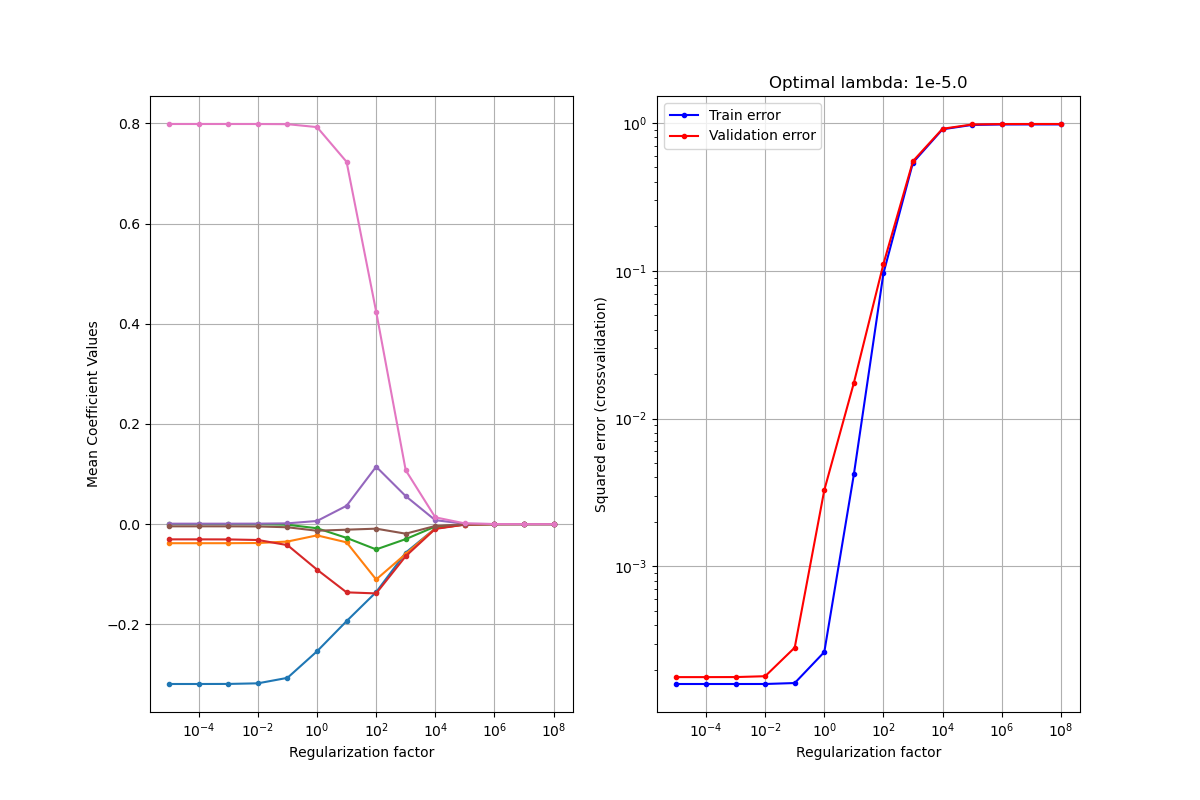 Mean Coefficient Values
0.8
0.6
0.4
0.2
0.0
−0.2
10⁻⁴ 10⁻² 10⁰ 10² 10⁴ 10⁶ 10⁸
Regularization factor
Optimal lambda: 1e-5.0
Train error
Validation error
Squared error (crossvalidation)
10⁰
10⁻¹
10⁻²
10⁻³
10⁻⁴ 10⁻² 10⁰ 10² 10⁴ 10⁶ 10⁸
Regularization factor